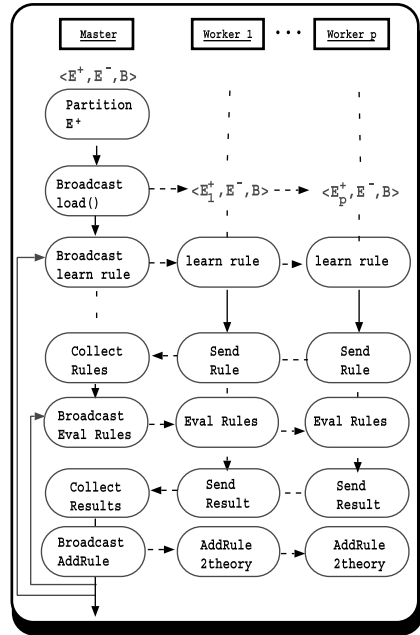 Master Worker 1 ··· Worker p
<E+,E-,B>
Partition
E+
Broadcast
load()
<E1+,E-,B> <Ep+,E-,B>
Broadcast
learn rule
learn rule
learn rule
Collect
Rules
Send
Rule
Send
Rule
Broadcast
Eval Rules
Eval Rules
Eval Rules
Collect
Results
Send
Result
Send
Result
Broadcast
AddRule
AddRule
2theory
AddRule
2theory